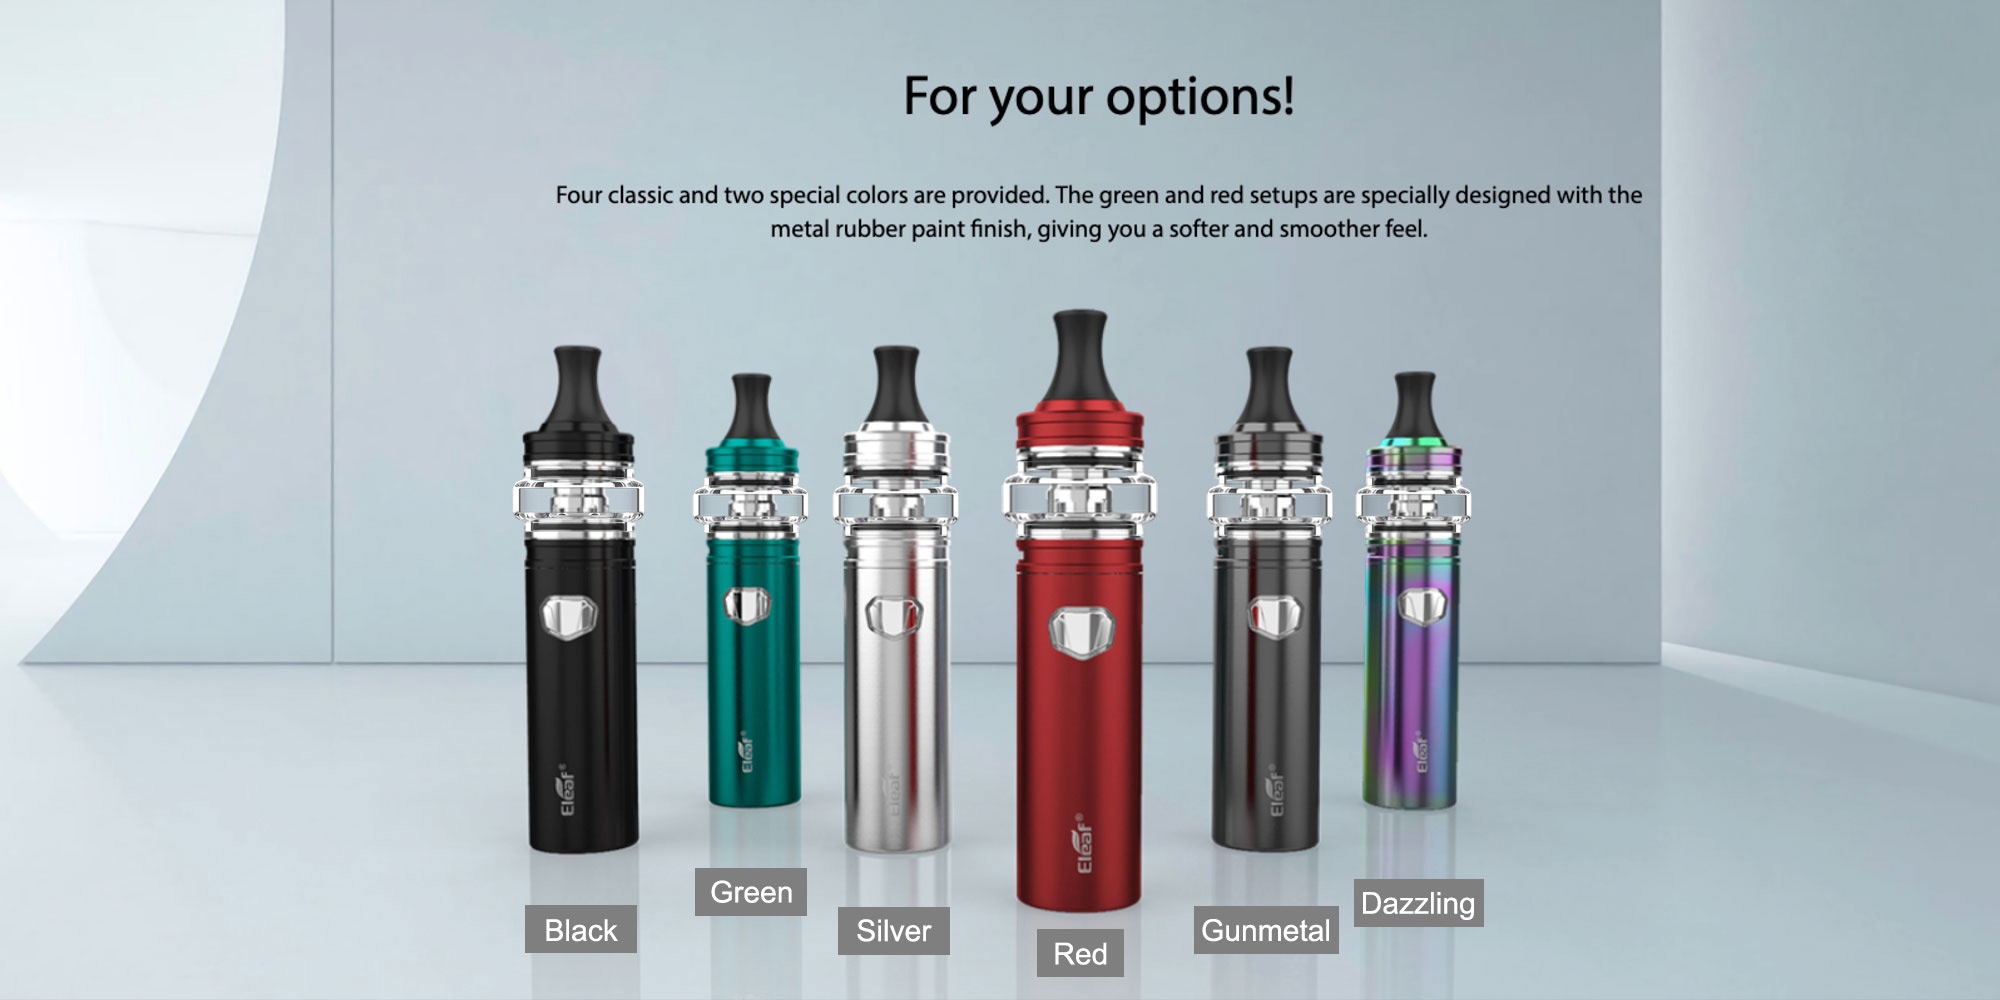 For your options!
Four classic and two special colors are provided. The green and red setups are specially designed with the
metal rubber paint finish, giving you a softer and smoother feel.
Eleaf®
Eleaf®
Eleaf
Eleaf®
Eleaf®
Eleaf®
Black
Green
Silver
Red
Gunmetal
Dazzling